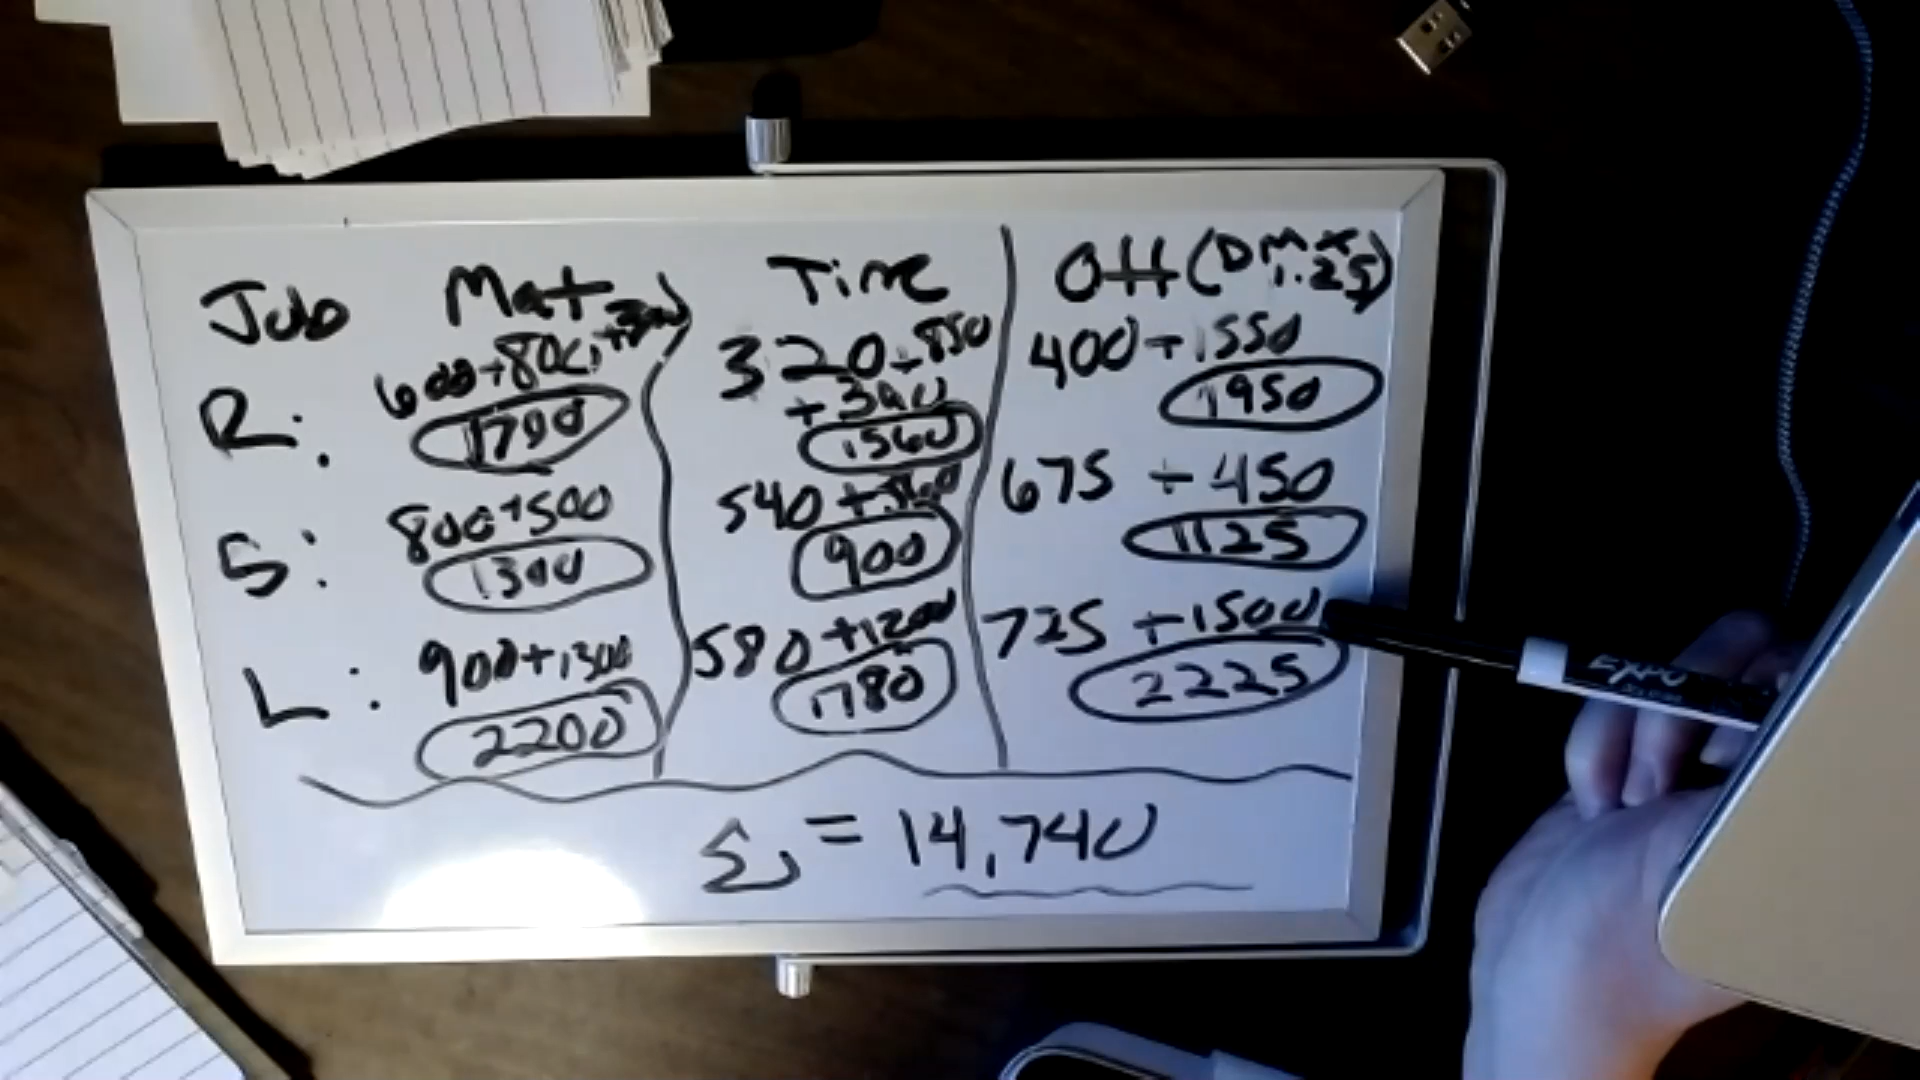 Job Mat Time OH (DM x 1.25)
R: 600+800+300 320+850 400+1550
1700 +390 1950
1560
S: 800+500 540+360 675 + 450
1300 900 1125
L: 900+1300 580+1200 725 +1500
2200 1780 2225
Σ = 14,740
EXPO